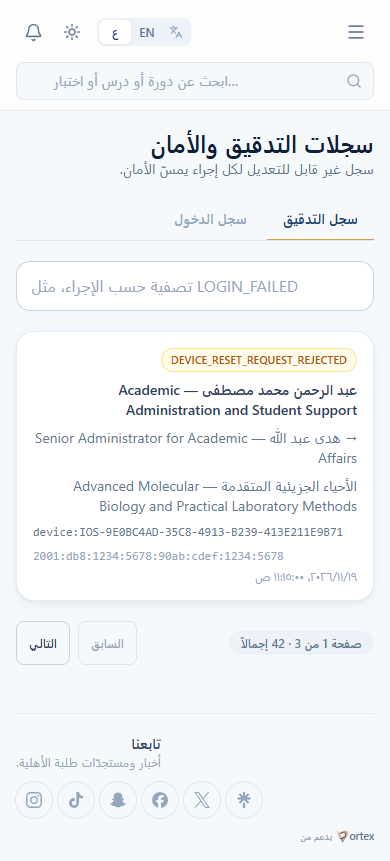 ع
EN
ابحث عن دورة أو درس أو اختبار...
سجلات التدقيق والأمان
سجل غير قابل للتعديل لكل إجراء يمسّ الأمان.
سجل التدقيق
سجل الدخول
تصفية حسب الإجراء، مثل LOGIN_FAILED
DEVICE_RESET_REQUEST_REJECTED
عبد الرحمن محمد مصطفى — Academic
Administration and Student Support
→ هدى عبد الله — Senior Administrator for Academic
Affairs
الأحياء الجزيئية المتقدمة — Advanced Molecular
Biology and Practical Laboratory Methods
device:IOS-9E0BC4AD-35C8-4913-B239-413E211E9B71
2001:db8:1234:5678:90ab:cdef:1234:5678
١٩‏/١١‏/٢٠٢٦، ١١:١٥:٠٠ ص
صفحة 1 من 3 · 42 إجمالاً
السابق
التالي
تابعنا
أخبار ومستجدّات طلبة الأهلية.
يدعم من Vortex